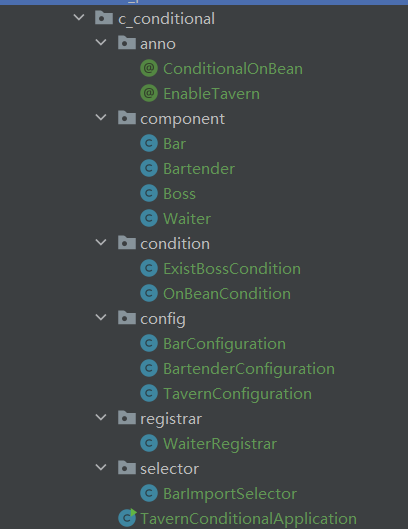 c_conditional
anno
ConditionalOnBean
EnableTavern
component
Bar
Bartender
Boss
Waiter
condition
ExistBossCondition
OnBeanCondition
config
BarConfiguration
BartenderConfiguration
TavernConfiguration
registrar
WaiterRegistrar
selector
BarImportSelector
TavernConditionalApplication